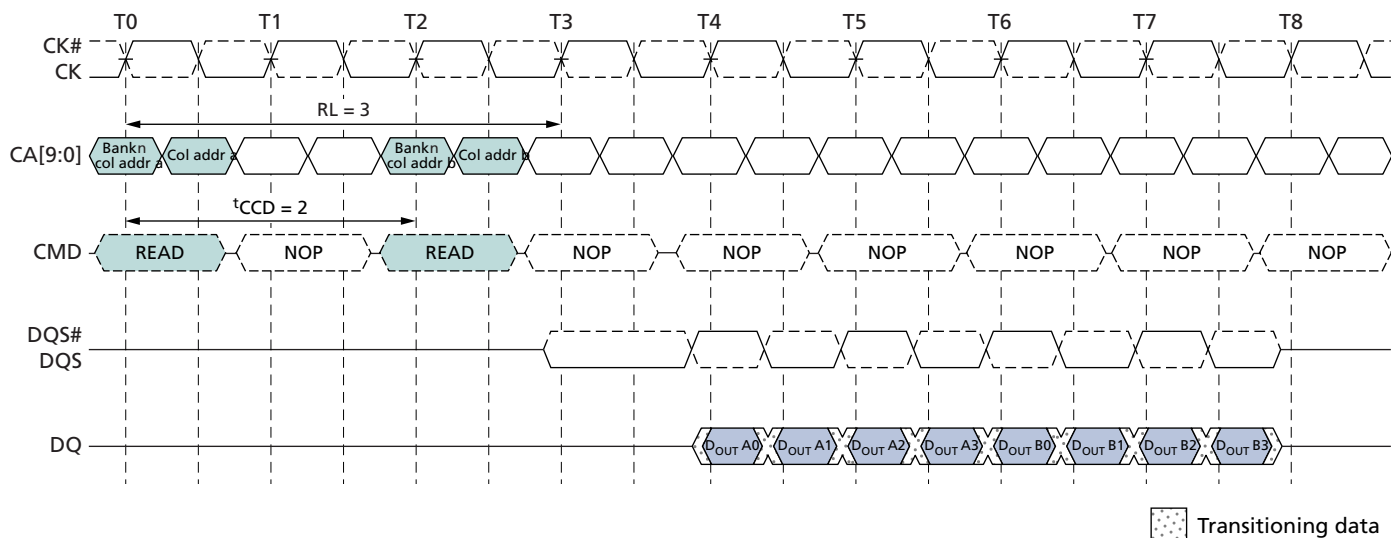 T0 T1 T2 T3 T4 T5 T6 T7 T8
CK#
CK
RL = 3
CA[9:0]
Bankn
col addr a
Col addr a
Bankn
col addr b
Col addr b
tCCD = 2
CMD READ NOP READ NOP NOP NOP NOP NOP NOP
DQS#
DQS
DQ DOUT A0 DOUT A1 DOUT A2 DOUT A3 DOUT B0 DOUT B1 DOUT B2 DOUT B3
Transitioning data